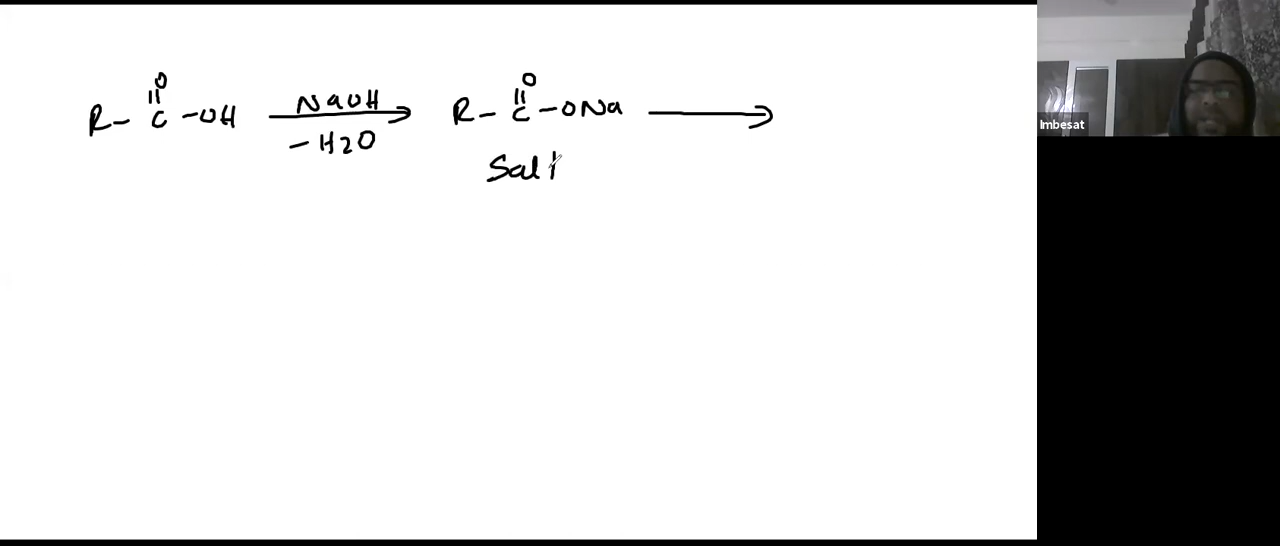 O O
|| NaOH ||
R- C -OH → R- C -ONa →
-H2O
Salt
Imbesat